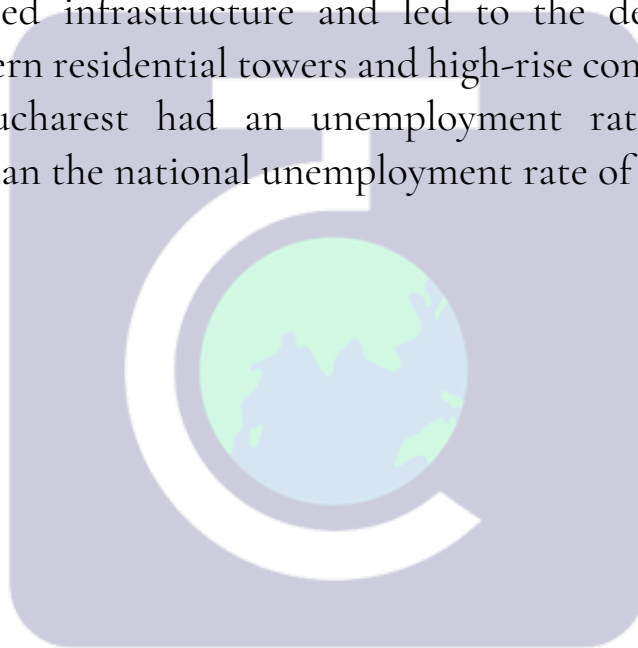 ed infrastructure and led to the de
ern residential towers and high-rise com
ucharest had an unemployment rat
an the national unemployment rate of